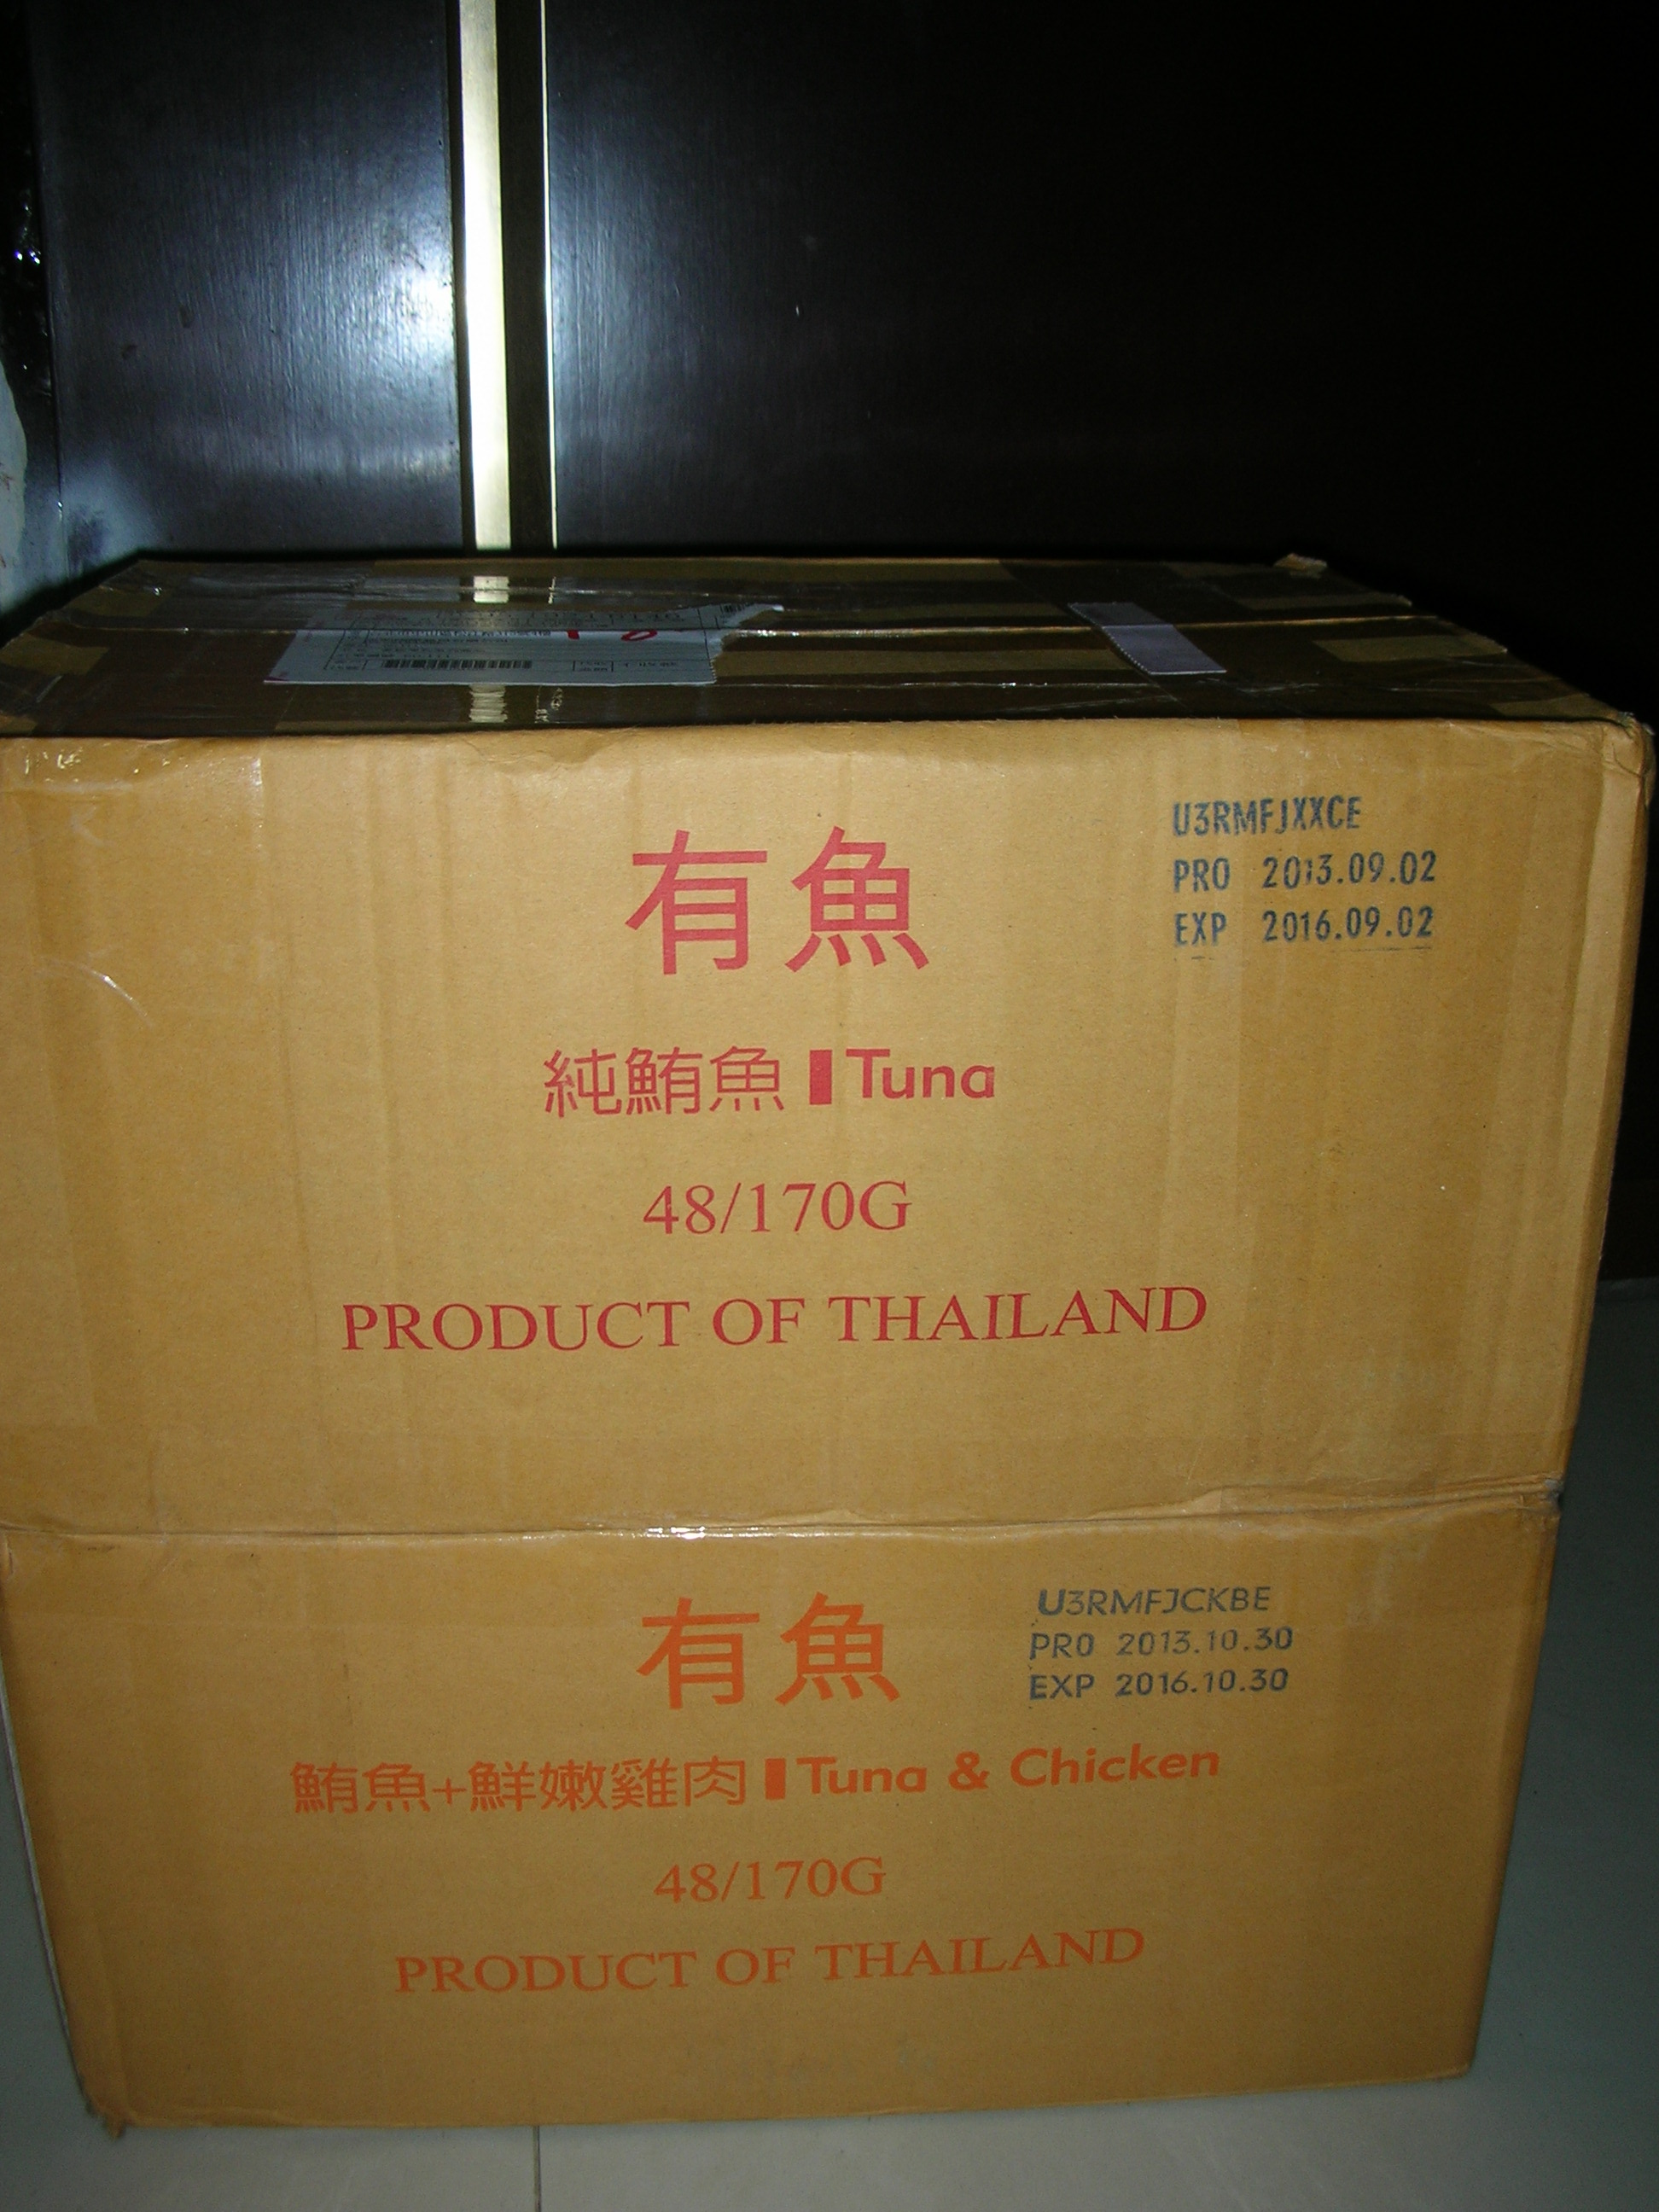 有魚
U3RMFJXXCE
PRO 2013.09.02
EXP 2016.09.02
純鮪魚 Tuna
48/170G
PRODUCT OF THAILAND
有魚
U3RMFJCKBE
PRO 2013.10.30
EXP 2016.10.30
鮪魚+鮮嫩雞肉 Tuna & Chicken
48/170G
PRODUCT OF THAILAND